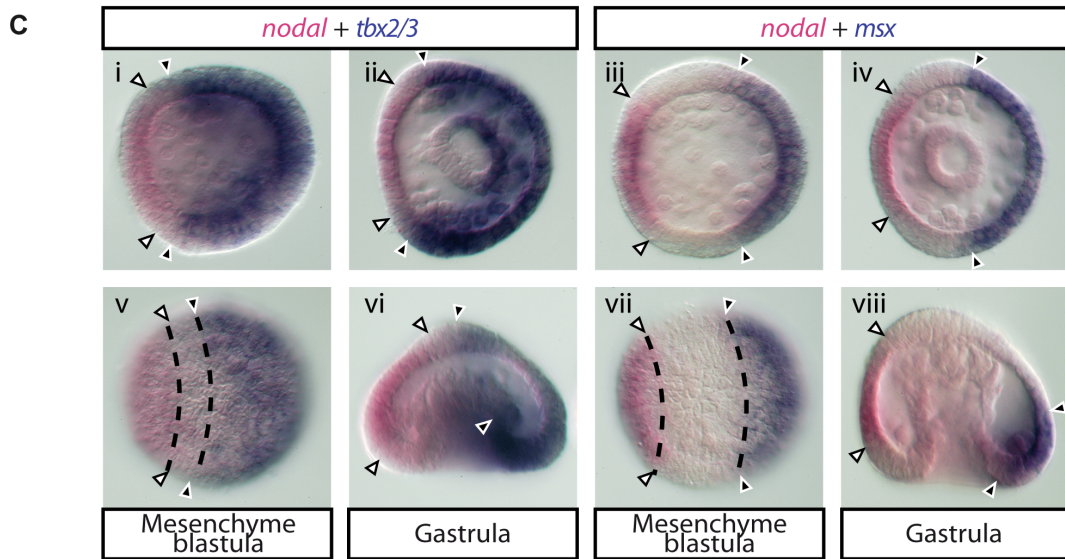 C
nodal + tbx2/3
nodal + msx
i
ii
iii
iv
v
vi
vii
viii
Mesenchyme
blastula
Gastrula
Mesenchyme
blastula
Gastrula